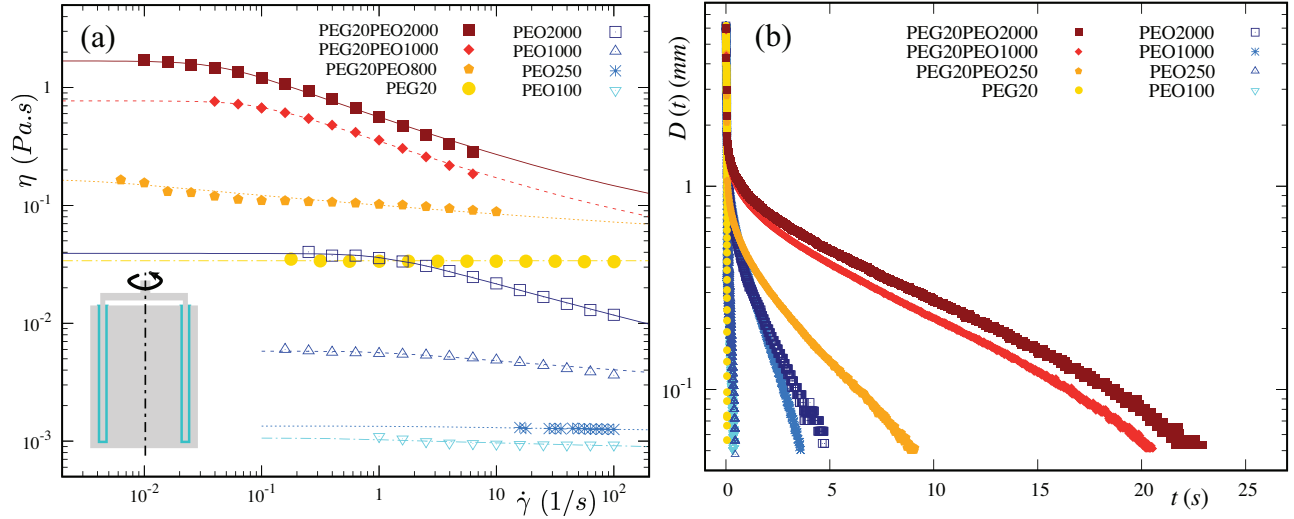 (a)
PEG20PEO2000 PEO2000
PEG20PEO1000 PEO1000
PEG20PEO800 PEO250
PEG20 PEO100
η (Pa.s)
1
10⁻¹
10⁻²
10⁻³
10⁻² 10⁻¹ 1 10 10²
γ̇ (1/s)
(b)
PEG20PEO2000 PEO2000
PEG20PEO1000 PEO1000
PEG20PEO250 PEO250
PEG20 PEO100
D (t) (mm)
1
10⁻¹
0 5 10 15 20 25
t (s)